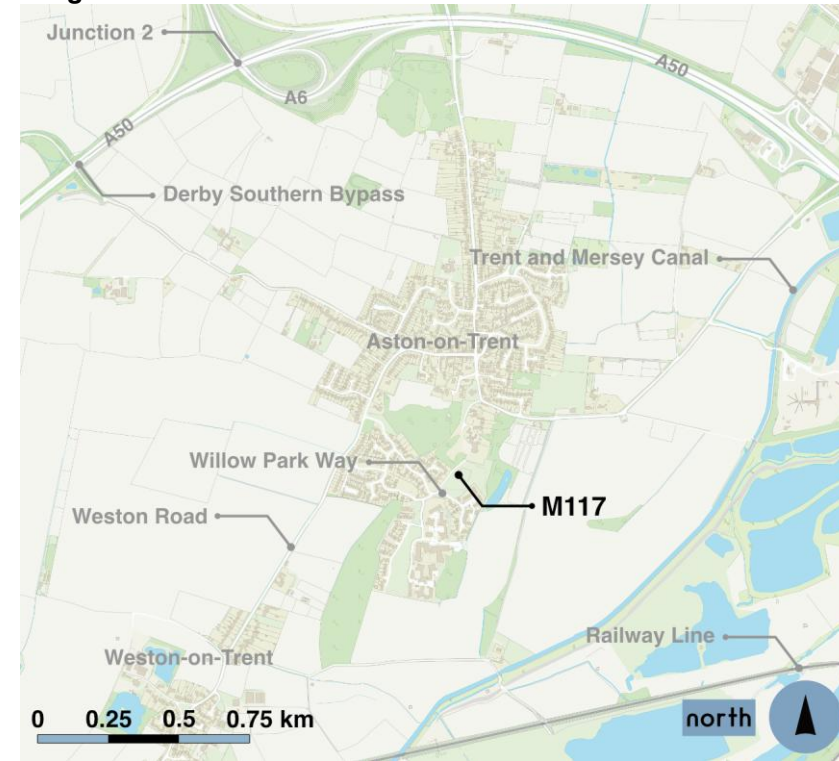 Junction 2
A50
A6
A50
Derby Southern Bypass
Trent and Mersey Canal
Aston-on-Trent
Willow Park Way
M117
Weston Road
Railway Line
Weston-on-Trent
0 0.25 0.5 0.75 km
north